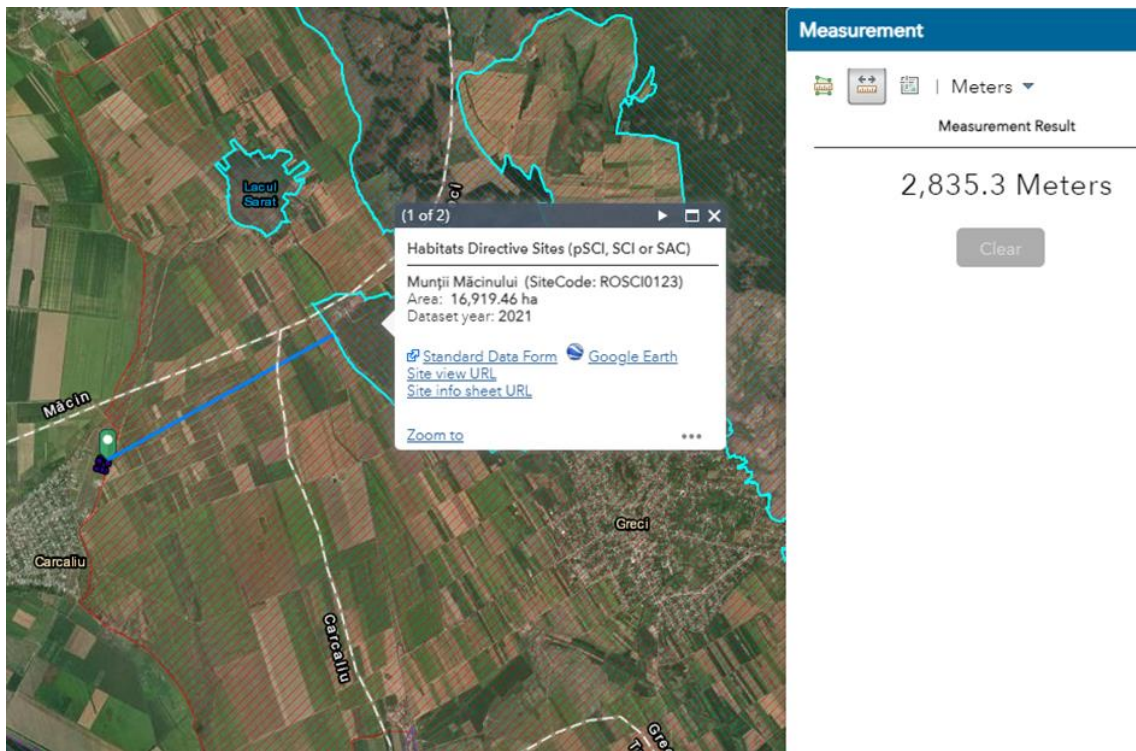 Lacul
Sarat
Măcin
Carcaliu
Carcaliu
Greci
(1 of 2)
Habitats Directive Sites (pSCI, SCI or SAC)
Munții Măcinului (SiteCode: ROSCI0123)
Area: 16,919.46 ha
Dataset year: 2021
Standard Data Form Google Earth
Site view URL
Site info sheet URL
Zoom to
Measurement
| Meters
Measurement Result
2,835.3 Meters
Clear